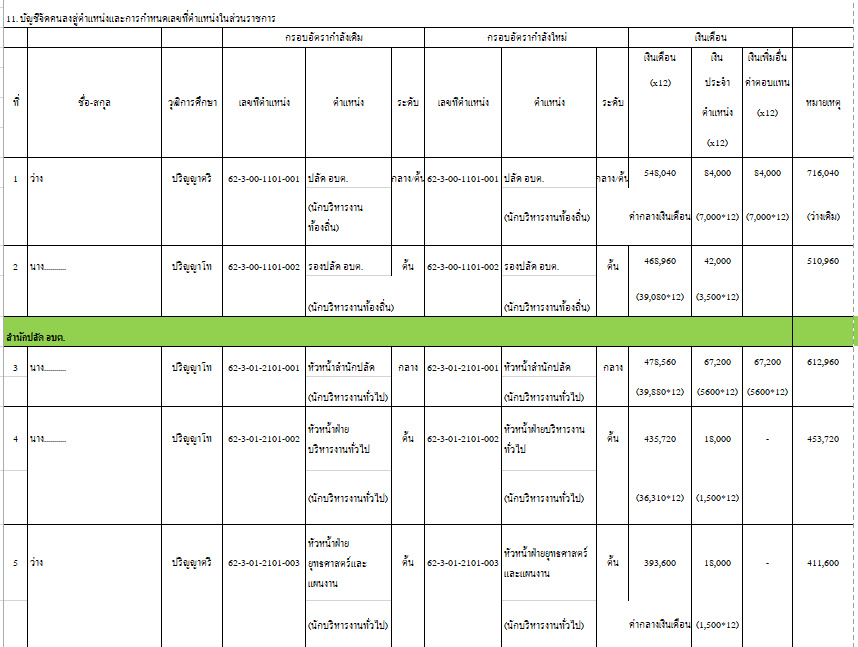 11. บัญชีจัดคนลงสู่ตำแหน่งและการกำหนดเลขที่ตำแหน่งในส่วนราชการ
กรอบอัตรากำลังเดิม กรอบอัตรากำลังใหม่ เงินเดือน
ที่ ชื่อ-สกุล วุฒิการศึกษา เลขที่ตำแหน่ง ตำแหน่ง ระดับ เลขที่ตำแหน่ง ตำแหน่ง ระดับ เงินเดือน (x12) เงินประจำตำแหน่ง (x12) เงินเพิ่มอื่น ค่าตอบแทน (x12) หมายเหตุ
1 ว่าง ปริญญาตรี 62-3-00-1101-001 ปลัด อบต. กลาง/ต้น 62-3-00-1101-001 ปลัด อบต. กลาง/ต้น 548,040 84,000 84,000 716,040
(นักบริหารงานท้องถิ่น) (นักบริหารงานท้องถิ่น) ค่ากลางเงินเดือน (7,000*12) (7,000*12) (ว่างเดิม)
2 นาง......... ปริญญาโท 62-3-00-1101-002 รองปลัด อบต. ต้น 62-3-00-1101-002 รองปลัด อบต. ต้น 468,960 42,000 510,960
(นักบริหารงานท้องถิ่น) (นักบริหารงานท้องถิ่น) (39,080*12) (3,500*12)
สำนักปลัด อบต.
3 นาง......... ปริญญาโท 62-3-01-2101-001 หัวหน้าสำนักปลัด กลาง 62-3-01-2101-001 หัวหน้าสำนักปลัด กลาง 478,560 67,200 67,200 612,960
(นักบริหารงานทั่วไป) (นักบริหารงานทั่วไป) (39,880*12) (5600*12) (5600*12)
4 นาง......... ปริญญาโท 62-3-01-2101-002 หัวหน้าฝ่ายบริหารงานทั่วไป ต้น 62-3-01-2101-002 หัวหน้าฝ่ายบริหารงานทั่วไป ต้น 435,720 18,000 - 453,720
(นักบริหารงานทั่วไป) (นักบริหารงานทั่วไป) (36,310*12) (1,500*12)
5 ว่าง ปริญญาตรี 62-3-01-2101-003 หัวหน้าฝ่ายยุทธศาสตร์และแผนงาน ต้น 62-3-01-2101-003 หัวหน้าฝ่ายยุทธศาสตร์และแผนงาน ต้น 393,600 18,000 - 411,600
(นักบริหารงานทั่วไป) (นักบริหารงานทั่วไป) ค่ากลางเงินเดือน (1,500*12)